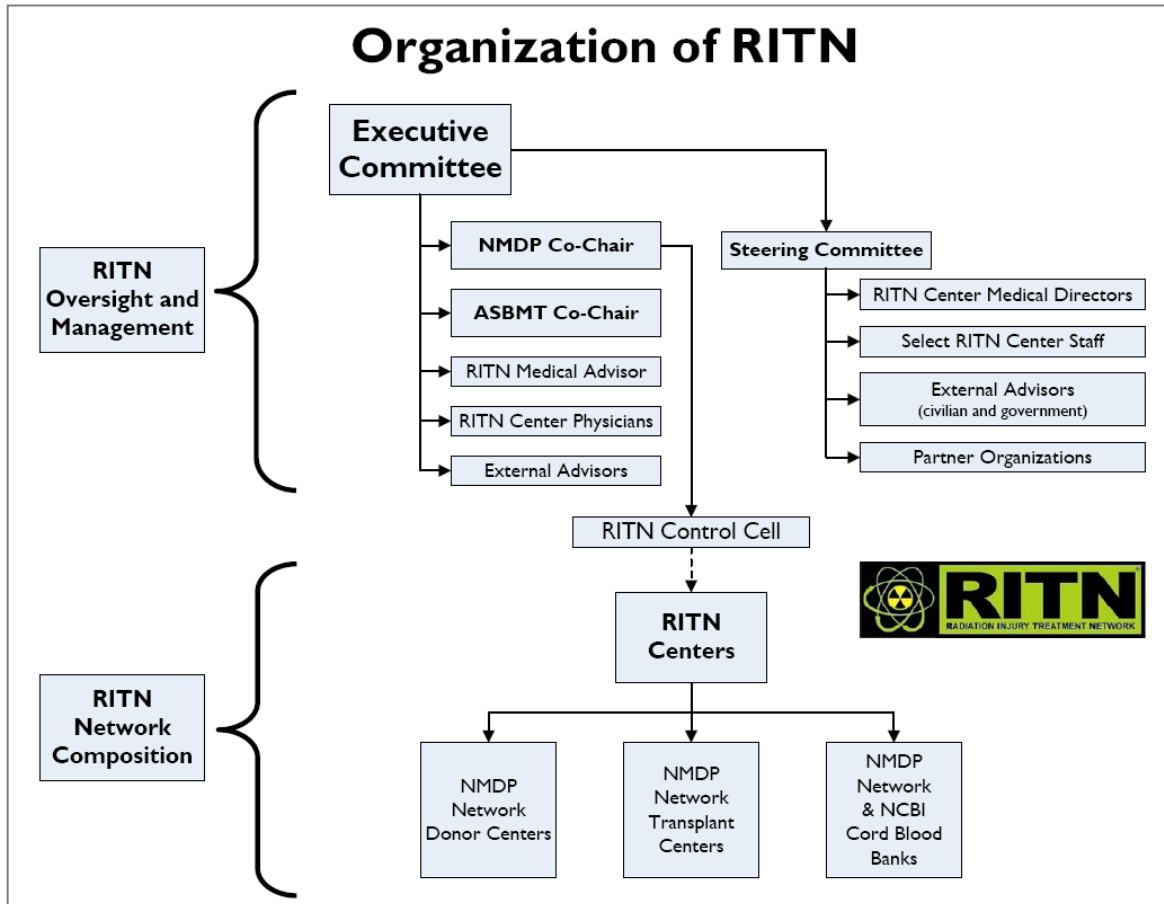 Organization of RITN
RITN
Oversight and
Management
Executive
Committee
NMDP Co-Chair
ASBMT Co-Chair
RITN Medical Advisor
RITN Center Physicians
External Advisors
Steering Committee
RITN Center Medical Directors
Select RITN Center Staff
External Advisors
(civilian and government)
Partner Organizations
RITN Control Cell
RITN
RADIATION INJURY TREATMENT NETWORK
RITN
Network
Composition
RITN
Centers
NMDP
Network
Donor Centers
NMDP
Network
Transplant
Centers
NMDP
Network
& NCBI
Cord Blood
Banks